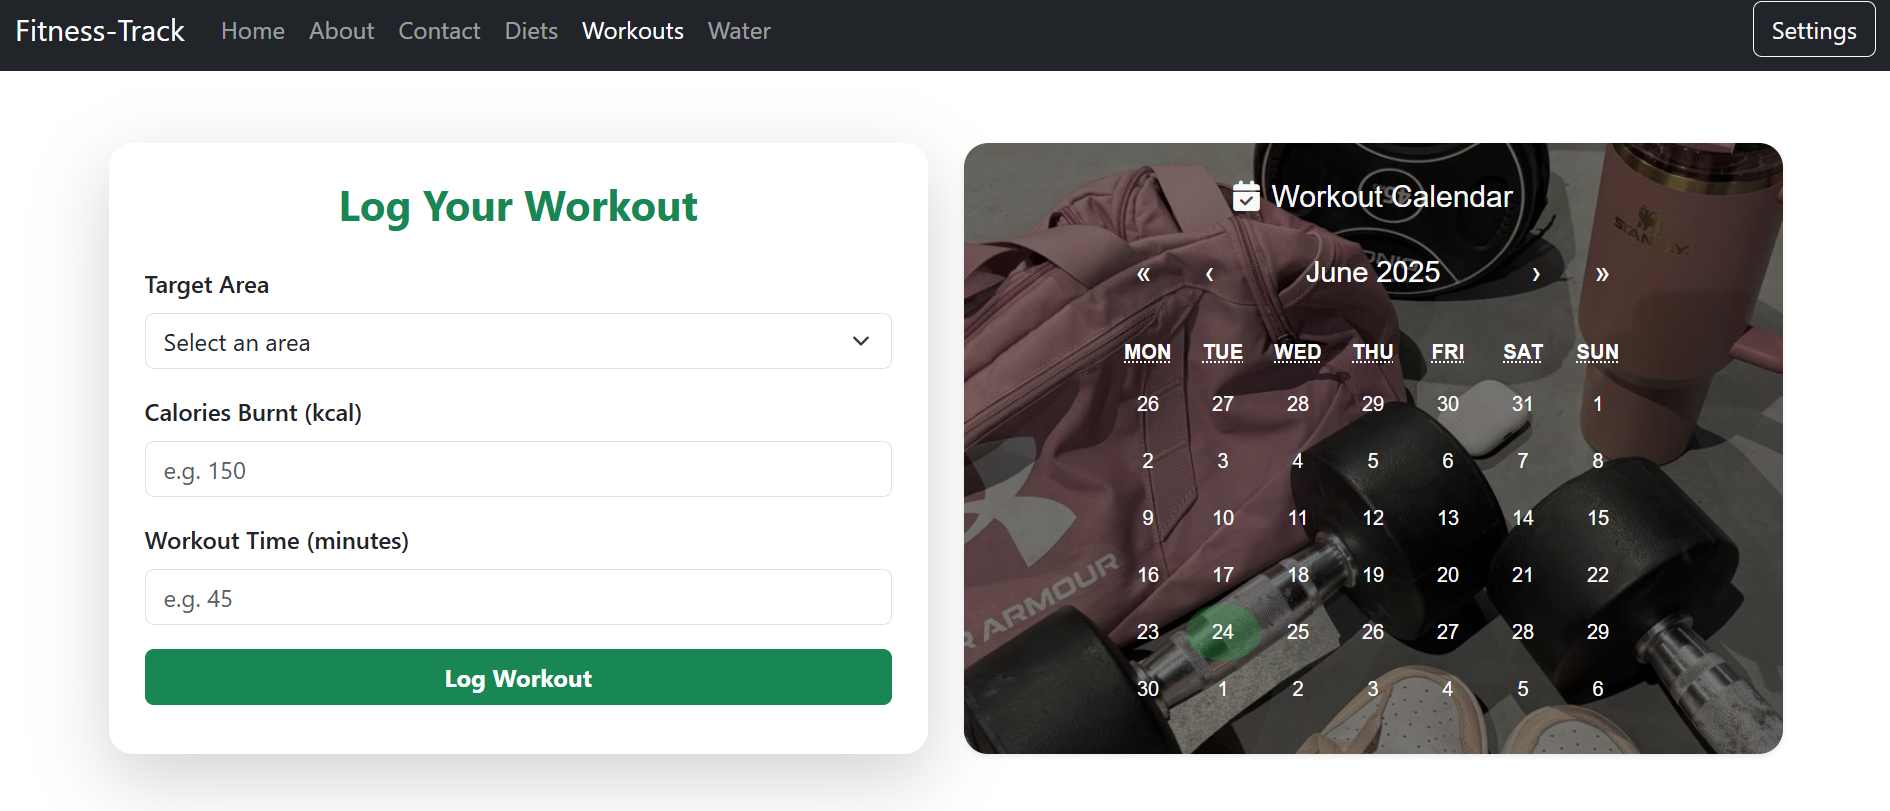 Fitness-Track Home About Contact Diets Workouts Water Settings
Log Your Workout
Target Area
Select an area
Calories Burnt (kcal)
e.g. 150
Workout Time (minutes)
e.g. 45
Log Workout
Workout Calendar
« ‹ June 2025 › »
MON TUE WED THU FRI SAT SUN
26 27 28 29 30 31 1
2 3 4 5 6 7 8
9 10 11 12 13 14 15
16 17 18 19 20 21 22
23 24 25 26 27 28 29
30 1 2 3 4 5 6
STANLEY
R ARMOUR